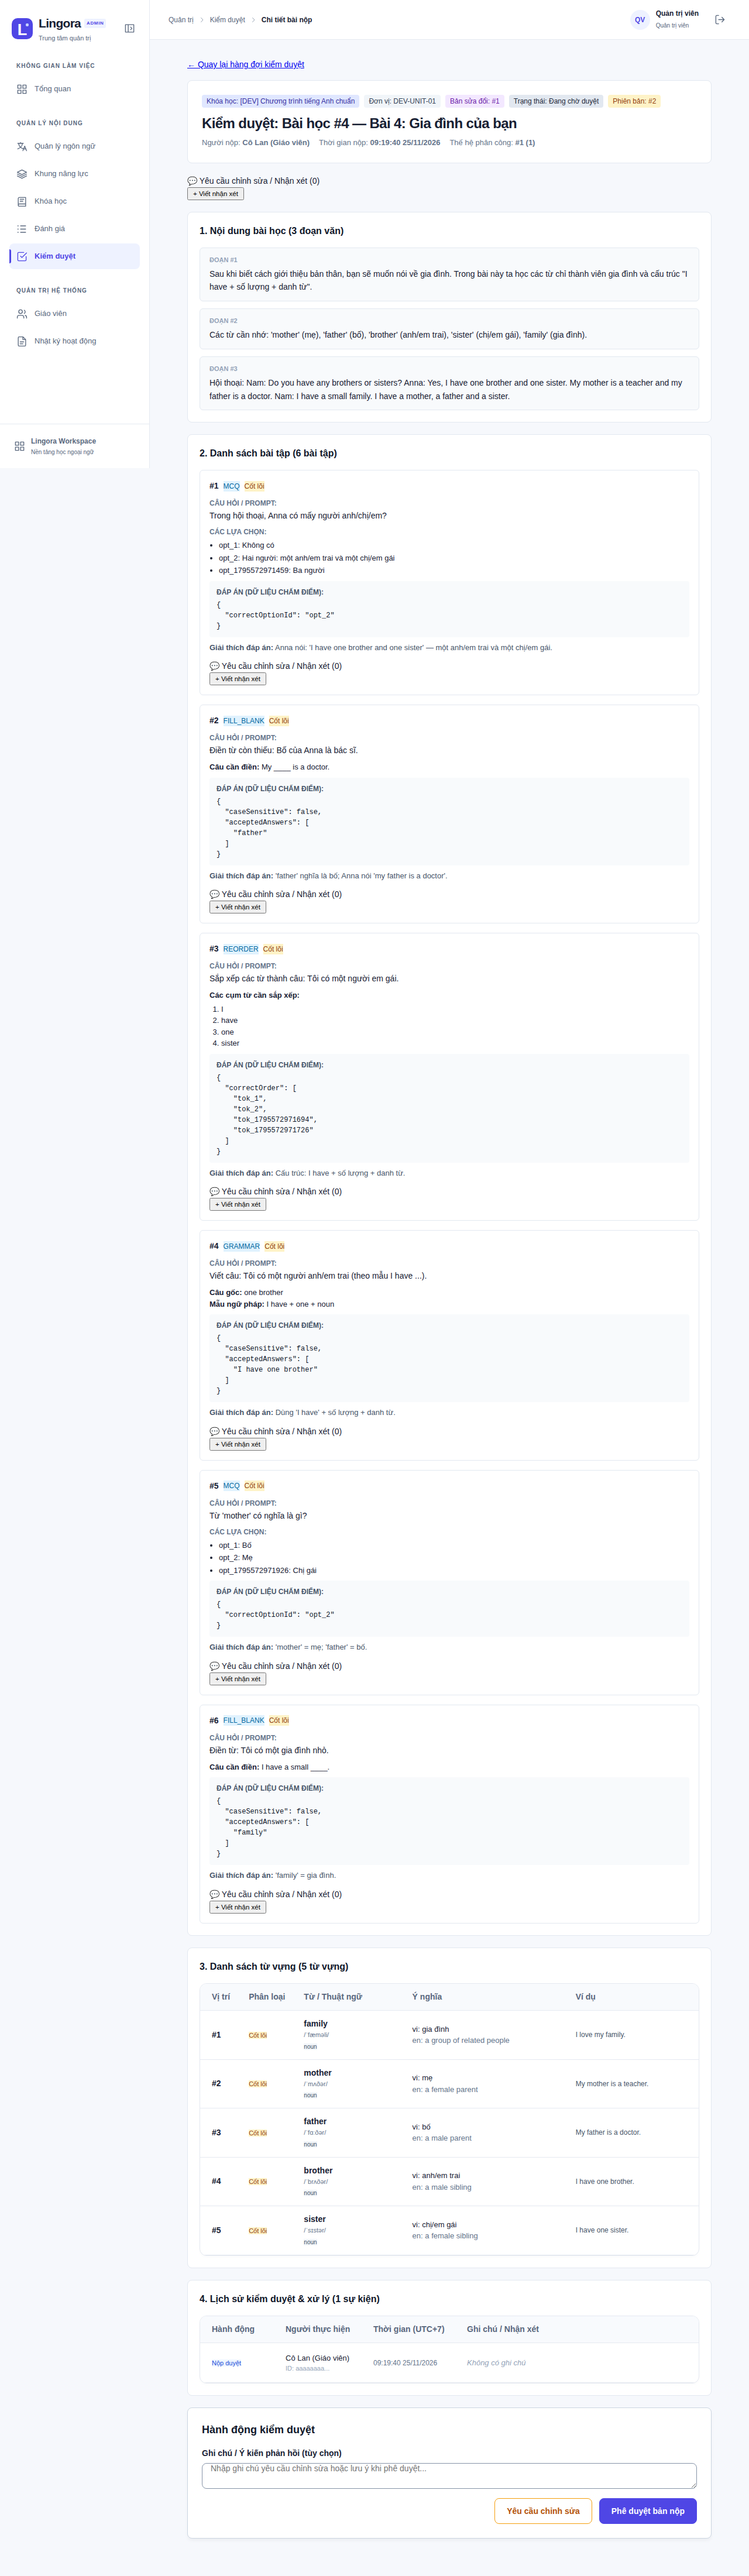 Lingora ADMIN
Trung tâm quản trị
KHÔNG GIAN LÀM VIỆC
Tổng quan
QUẢN LÝ NỘI DUNG
Quản lý ngôn ngữ
Khung năng lực
Khóa học
Đánh giá
Kiểm duyệt
QUẢN TRỊ HỆ THỐNG
Giáo viên
Nhật ký hoạt động
Lingora Workspace
Nền tảng học ngoại ngữ
Quản trị > Kiểm duyệt > Chi tiết bài nộp
QV
Quản trị viên
Quản trị viên
← Quay lại hàng đợi kiểm duyệt
Khóa học: [DEV] Chương trình tiếng Anh chuẩn
Đơn vị: DEV-UNIT-01
Bản sửa đổi: #1
Trạng thái: Đang chờ duyệt
Phiên bản: #2
Kiểm duyệt: Bài học #4 — Bài 4: Gia đình của bạn
Người nộp: Cô Lan (Giáo viên) Thời gian nộp: 09:19:40 25/11/2026 Thế hệ phân công: #1 (1)
💬 Yêu cầu chỉnh sửa / Nhận xét (0)
+ Viết nhận xét
1. Nội dung bài học (3 đoạn văn)
ĐOẠN #1
Sau khi biết cách giới thiệu bản thân, bạn sẽ muốn nói về gia đình. Trong bài này ta học các từ chỉ thành viên gia đình và cấu trúc "I
have + số lượng + danh từ".
ĐOẠN #2
Các từ cần nhớ: 'mother' (mẹ), 'father' (bố), 'brother' (anh/em trai), 'sister' (chị/em gái), 'family' (gia đình).
ĐOẠN #3
Hội thoại: Nam: Do you have any brothers or sisters? Anna: Yes, I have one brother and one sister. My mother is a teacher and my
father is a doctor. Nam: I have a small family. I have a mother, a father and a sister.
2. Danh sách bài tập (6 bài tập)
#1 MCQ Cốt lõi
CÂU HỎI / PROMPT:
Trong hội thoại, Anna có mấy người anh/chị/em?
CÁC LỰA CHỌN:
• opt_1: Không có
• opt_2: Hai người: một anh/em trai và một chị/em gái
• opt_1795572971459: Ba người
ĐÁP ÁN (DỮ LIỆU CHẤM ĐIỂM):
{
"correctOptionId": "opt_2"
}
Giải thích đáp án: Anna nói: 'I have one brother and one sister' — một anh/em trai và một chị/em gái.
💬 Yêu cầu chỉnh sửa / Nhận xét (0)
+ Viết nhận xét
#2 FILL_BLANK Cốt lõi
CÂU HỎI / PROMPT:
Điền từ còn thiếu: Bố của Anna là bác sĩ.
Câu cần điền: My ____ is a doctor.
ĐÁP ÁN (DỮ LIỆU CHẤM ĐIỂM):
{
"caseSensitive": false,
"acceptedAnswers": [
"father"
]
}
Giải thích đáp án: 'father' nghĩa là bố; Anna nói 'my father is a doctor'.
💬 Yêu cầu chỉnh sửa / Nhận xét (0)
+ Viết nhận xét
#3 REORDER Cốt lõi
CÂU HỎI / PROMPT:
Sắp xếp các từ thành câu: Tôi có một người em gái.
Các cụm từ cần sắp xếp:
1. I
2. have
3. one
4. sister
ĐÁP ÁN (DỮ LIỆU CHẤM ĐIỂM):
{
"correctOrder": [
"tok_1",
"tok_2",
"tok_1795572971694",
"tok_1795572971726"
]
}
Giải thích đáp án: Cấu trúc: I have + số lượng + danh từ.
💬 Yêu cầu chỉnh sửa / Nhận xét (0)
+ Viết nhận xét
#4 GRAMMAR Cốt lõi
CÂU HỎI / PROMPT:
Viết câu: Tôi có một người anh/em trai (theo mẫu I have ...).
Câu gốc: one brother
Mẫu ngữ pháp: I have + one + noun
ĐÁP ÁN (DỮ LIỆU CHẤM ĐIỂM):
{
"caseSensitive": false,
"acceptedAnswers": [
"I have one brother"
]
}
Giải thích đáp án: Dùng 'I have' + số lượng + danh từ.
💬 Yêu cầu chỉnh sửa / Nhận xét (0)
+ Viết nhận xét
#5 MCQ Cốt lõi
CÂU HỎI / PROMPT:
Từ 'mother' có nghĩa là gì?
CÁC LỰA CHỌN:
• opt_1: Bố
• opt_2: Mẹ
• opt_1795572971926: Chị gái
ĐÁP ÁN (DỮ LIỆU CHẤM ĐIỂM):
{
"correctOptionId": "opt_2"
}
Giải thích đáp án: 'mother' = mẹ; 'father' = bố.
💬 Yêu cầu chỉnh sửa / Nhận xét (0)
+ Viết nhận xét
#6 FILL_BLANK Cốt lõi
CÂU HỎI / PROMPT:
Điền từ: Tôi có một gia đình nhỏ.
Câu cần điền: I have a small ____.
ĐÁP ÁN (DỮ LIỆU CHẤM ĐIỂM):
{
"caseSensitive": false,
"acceptedAnswers": [
"family"
]
}
Giải thích đáp án: 'family' = gia đình.
💬 Yêu cầu chỉnh sửa / Nhận xét (0)
+ Viết nhận xét
3. Danh sách từ vựng (5 từ vựng)
Vị trí Phân loại Từ / Thuật ngữ Ý nghĩa Ví dụ
#1 Cốt lõi family /ˈfæməli/ noun vi: gia đình en: a group of related people I love my family.
#2 Cốt lõi mother /ˈmʌðər/ noun vi: mẹ en: a female parent My mother is a teacher.
#3 Cốt lõi father /ˈfɑːðər/ noun vi: bố en: a male parent My father is a doctor.
#4 Cốt lõi brother /ˈbrʌðər/ noun vi: anh/em trai en: a male sibling I have one brother.
#5 Cốt lõi sister /ˈsɪstər/ noun vi: chị/em gái en: a female sibling I have one sister.
4. Lịch sử kiểm duyệt & xử lý (1 sự kiện)
Hành động Người thực hiện Thời gian (UTC+7) Ghi chú / Nhận xét
Nộp duyệt Cô Lan (Giáo viên) 09:19:40 25/11/2026 Không có ghi chú
ID: aaaaaaaa...
Hành động kiểm duyệt
Ghi chú / Ý kiến phản hồi (tùy chọn)
Nhập ghi chú yêu cầu chỉnh sửa hoặc lưu ý khi phê duyệt...
Yêu cầu chỉnh sửa
Phê duyệt bản nộp